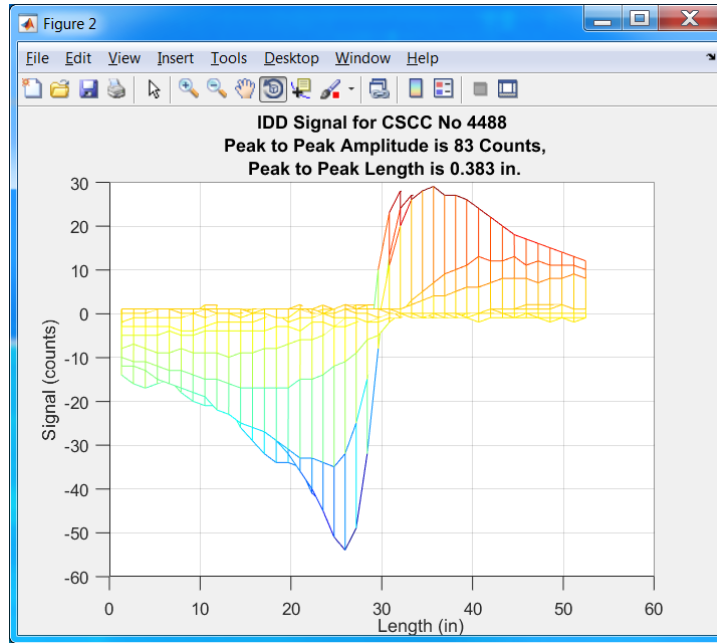 Figure 2
File Edit View Insert Tools Desktop Window Help
IDD Signal for CSCC No 4488
Peak to Peak Amplitude is 83 Counts,
Peak to Peak Length is 0.383 in.
30
20
10
0
-10
-20
-30
-40
-50
-60
Signal (counts)
0 10 20 30 40 50 60
Length (in)